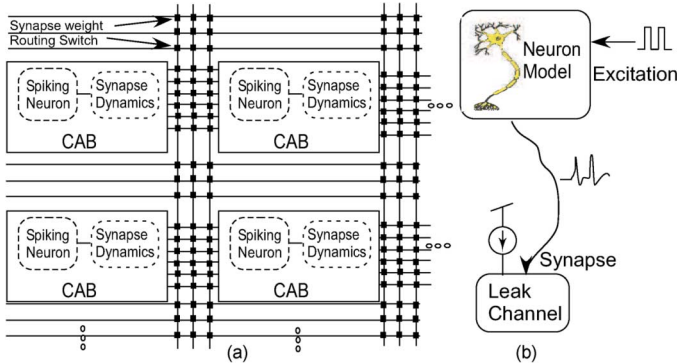 Synapse weight
Routing Switch
Spiking Neuron
Synapse Dynamics
CAB
Spiking Neuron
Synapse Dynamics
CAB
Spiking Neuron
Synapse Dynamics
CAB
Spiking Neuron
Synapse Dynamics
CAB
(a)
Neuron
Model
Excitation
Synapse
Leak
Channel
(b)